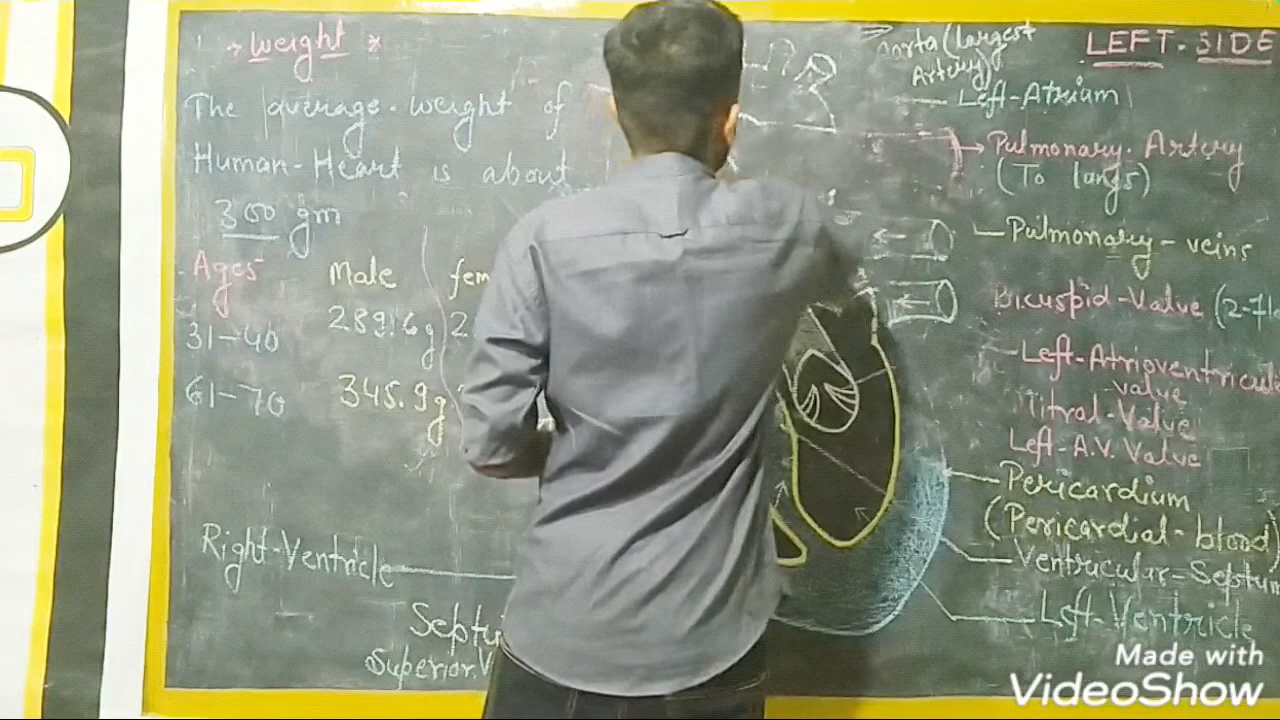 → Weight *
The average weight of
Human-Heart is about
300 gm
Ages
Male
fem
31-40
289.6g
2
61-70
345.9g
Right-Ventricle
Septu
Superior.V
LEFT-SIDE
Aorta (largest
Artery)
Left-Atrium
Pulmonary. Artery
(To lungs)
Pulmonary-veins
Bicuspid-Valve (2-fla
Left-Atrioventricul
valve
Mitral-Valve
Left-A.V. Valve
Pericardium
(Pericardial-blood)
Ventricular-Septum
Left-Ventricle
Made with
VideoShow